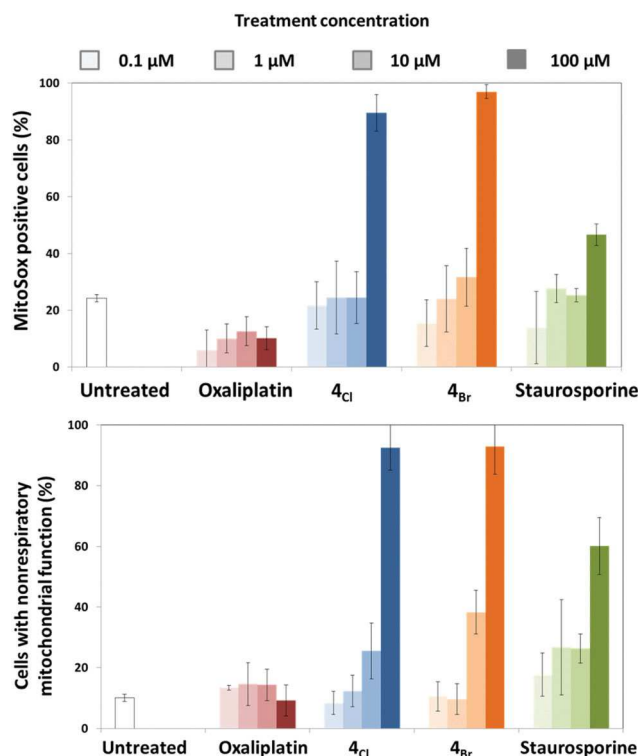 Treatment concentration
0.1 µM 1 µM 10 µM 100 µM
MitoSox positive cells (%)
100
80
60
40
20
0
Untreated Oxaliplatin 4Cl 4Br Staurosporine
Cells with nonrespiratory
mitochondrial function (%)
100
80
60
40
20
0
Untreated Oxaliplatin 4Cl 4Br Staurosporine